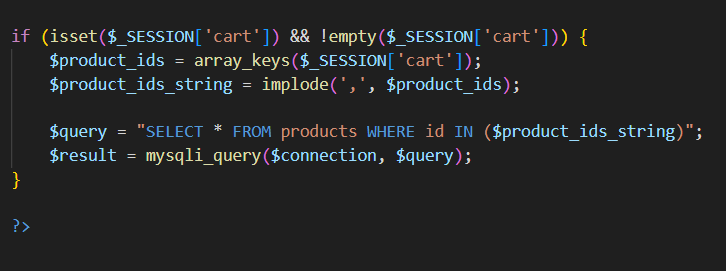 if (isset($_SESSION['cart']) && !empty($_SESSION['cart'])) {
    $product_ids = array_keys($_SESSION['cart']);
    $product_ids_string = implode(',', $product_ids);

    $query = "SELECT * FROM products WHERE id IN ($product_ids_string)";
    $result = mysqli_query($connection, $query);
}

?>